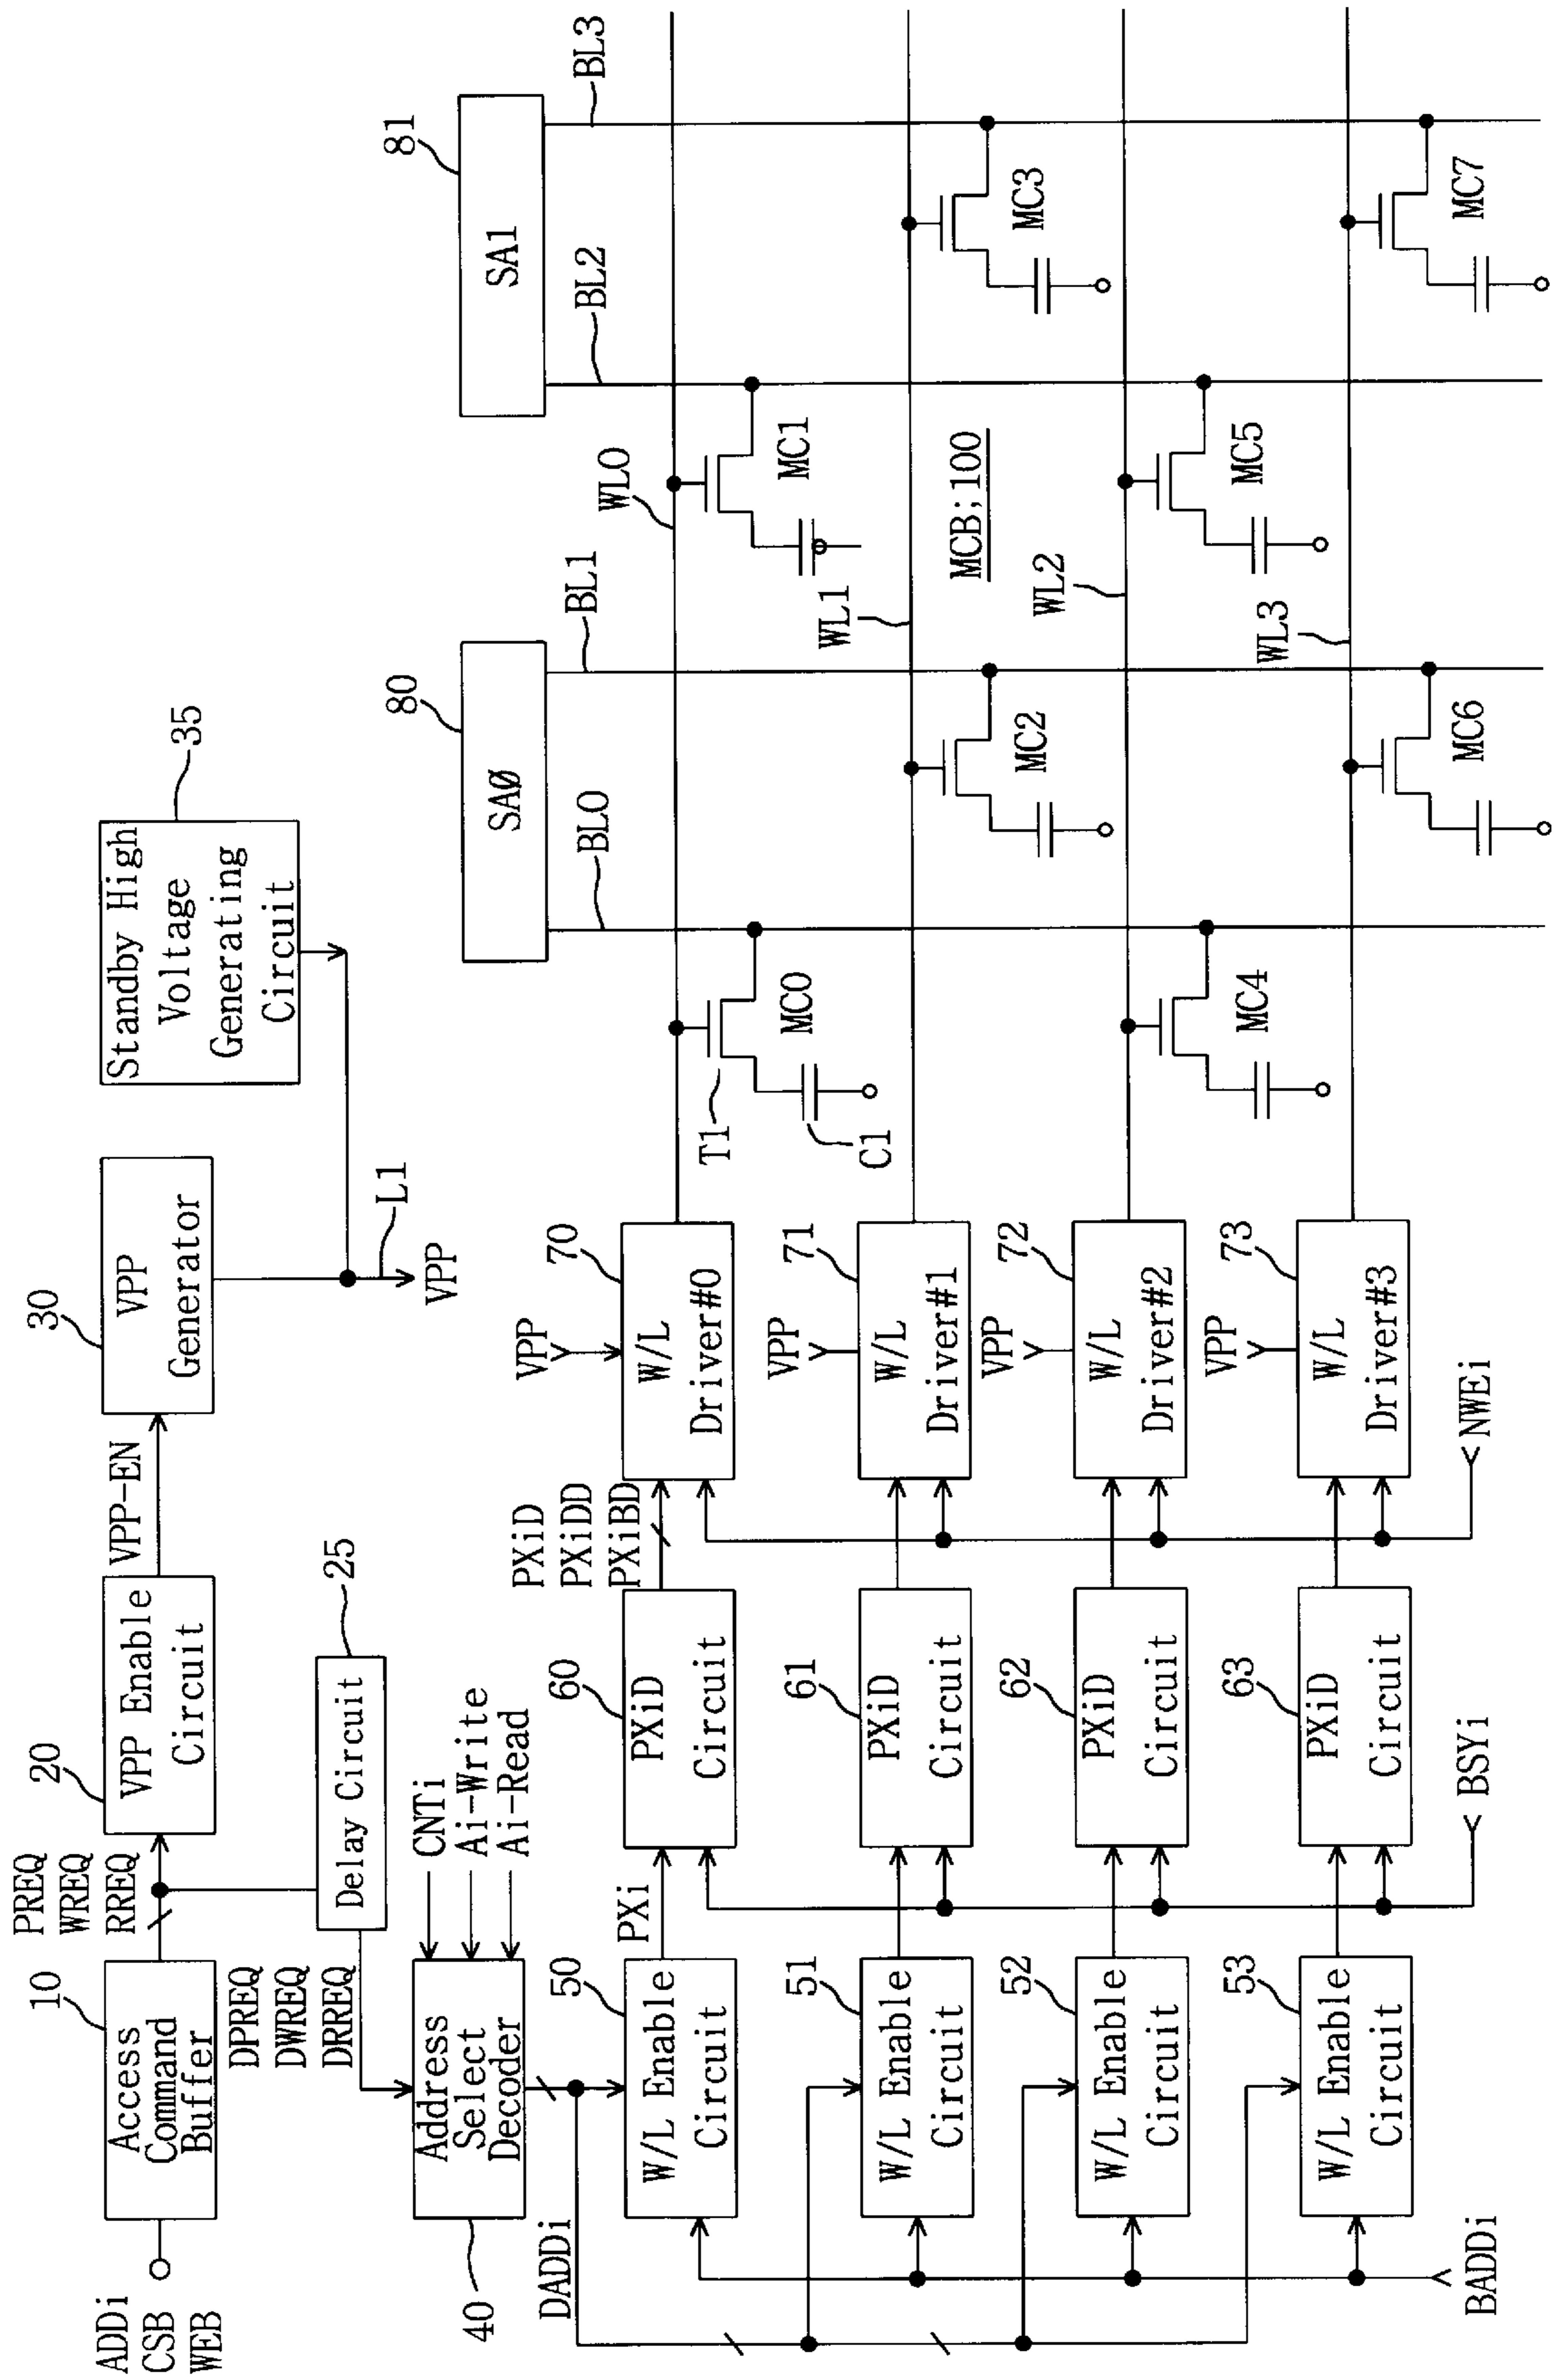 ADDi
CSB
WEB
10
Access
Command
Buffer
PREQ
WREQ
RREQ
20
VPP Enable
Circuit
VPP-EN
30
VPP
Generator
35
Standby High
Voltage
Generating
Circuit
L1
VPP
25
Delay Circuit
DPREQ
DWREQ
DRREQ
CNTi
Ai-Write
Ai-Read
40
Address
Select
Decoder
DADDi
80
SAØ
81
SA1
BL0
BL1
BL2
BL3
50
W/L Enable
Circuit
PXi
60
PXiD
Circuit
PXiD
PXiDD
PXiBD
VPP
70
W/L
Driver#0
WL0
T1
C1
MC0
MC1
51
W/L Enable
Circuit
61
PXiD
Circuit
VPP
71
W/L
Driver#1
WL1
MC2
MC3
MCB;100
52
W/L Enable
Circuit
62
PXiD
Circuit
VPP
72
W/L
Driver#2
WL2
MC4
MC5
53
W/L Enable
Circuit
63
PXiD
Circuit
VPP
73
W/L
Driver#3
WL3
MC6
MC7
BADDi
BSYi
NWEi